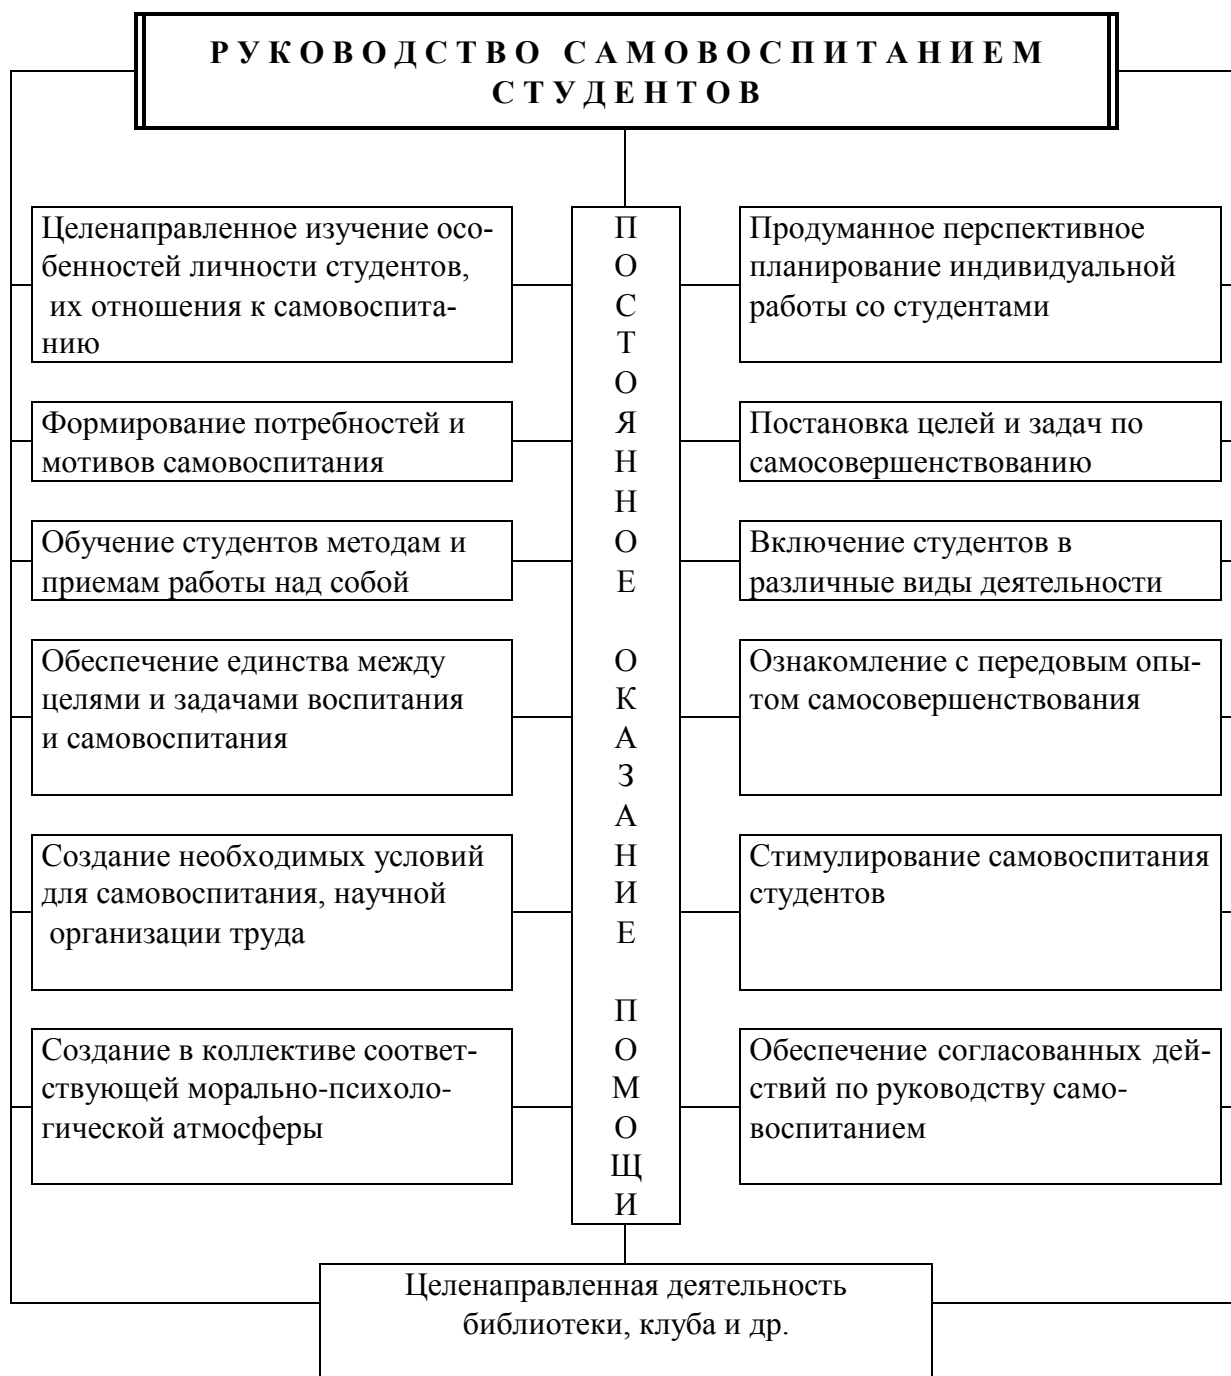 РУКОВОДСТВО САМОВОСПИТАНИЕМ
СТУДЕНТОВ
Целенаправленное изучение осо-
бенностей личности студентов,
их отношения к самовоспита-
нию
Формирование потребностей и
мотивов самовоспитания
Обучение студентов методам и
приемам работы над собой
Обеспечение единства между
целями и задачами воспитания
и самовоспитания
Создание необходимых условий
для самовоспитания, научной
организации труда
Создание в коллективе соответ-
ствующей морально-психоло-
гической атмосферы
П
О
С
Т
О
Я
Н
Н
О
Е
О
К
А
З
А
Н
И
Е
П
О
М
О
Щ
И
Продуманное перспективное
планирование индивидуальной
работы со студентами
Постановка целей и задач по
самосовершенствованию
Включение студентов в
различные виды деятельности
Ознакомление с передовым опы-
том самосовершенствования
Стимулирование самовоспитания
студентов
Обеспечение согласованных дей-
ствий по руководству само-
воспитанием
Целенаправленная деятельность
библиотеки, клуба и др.